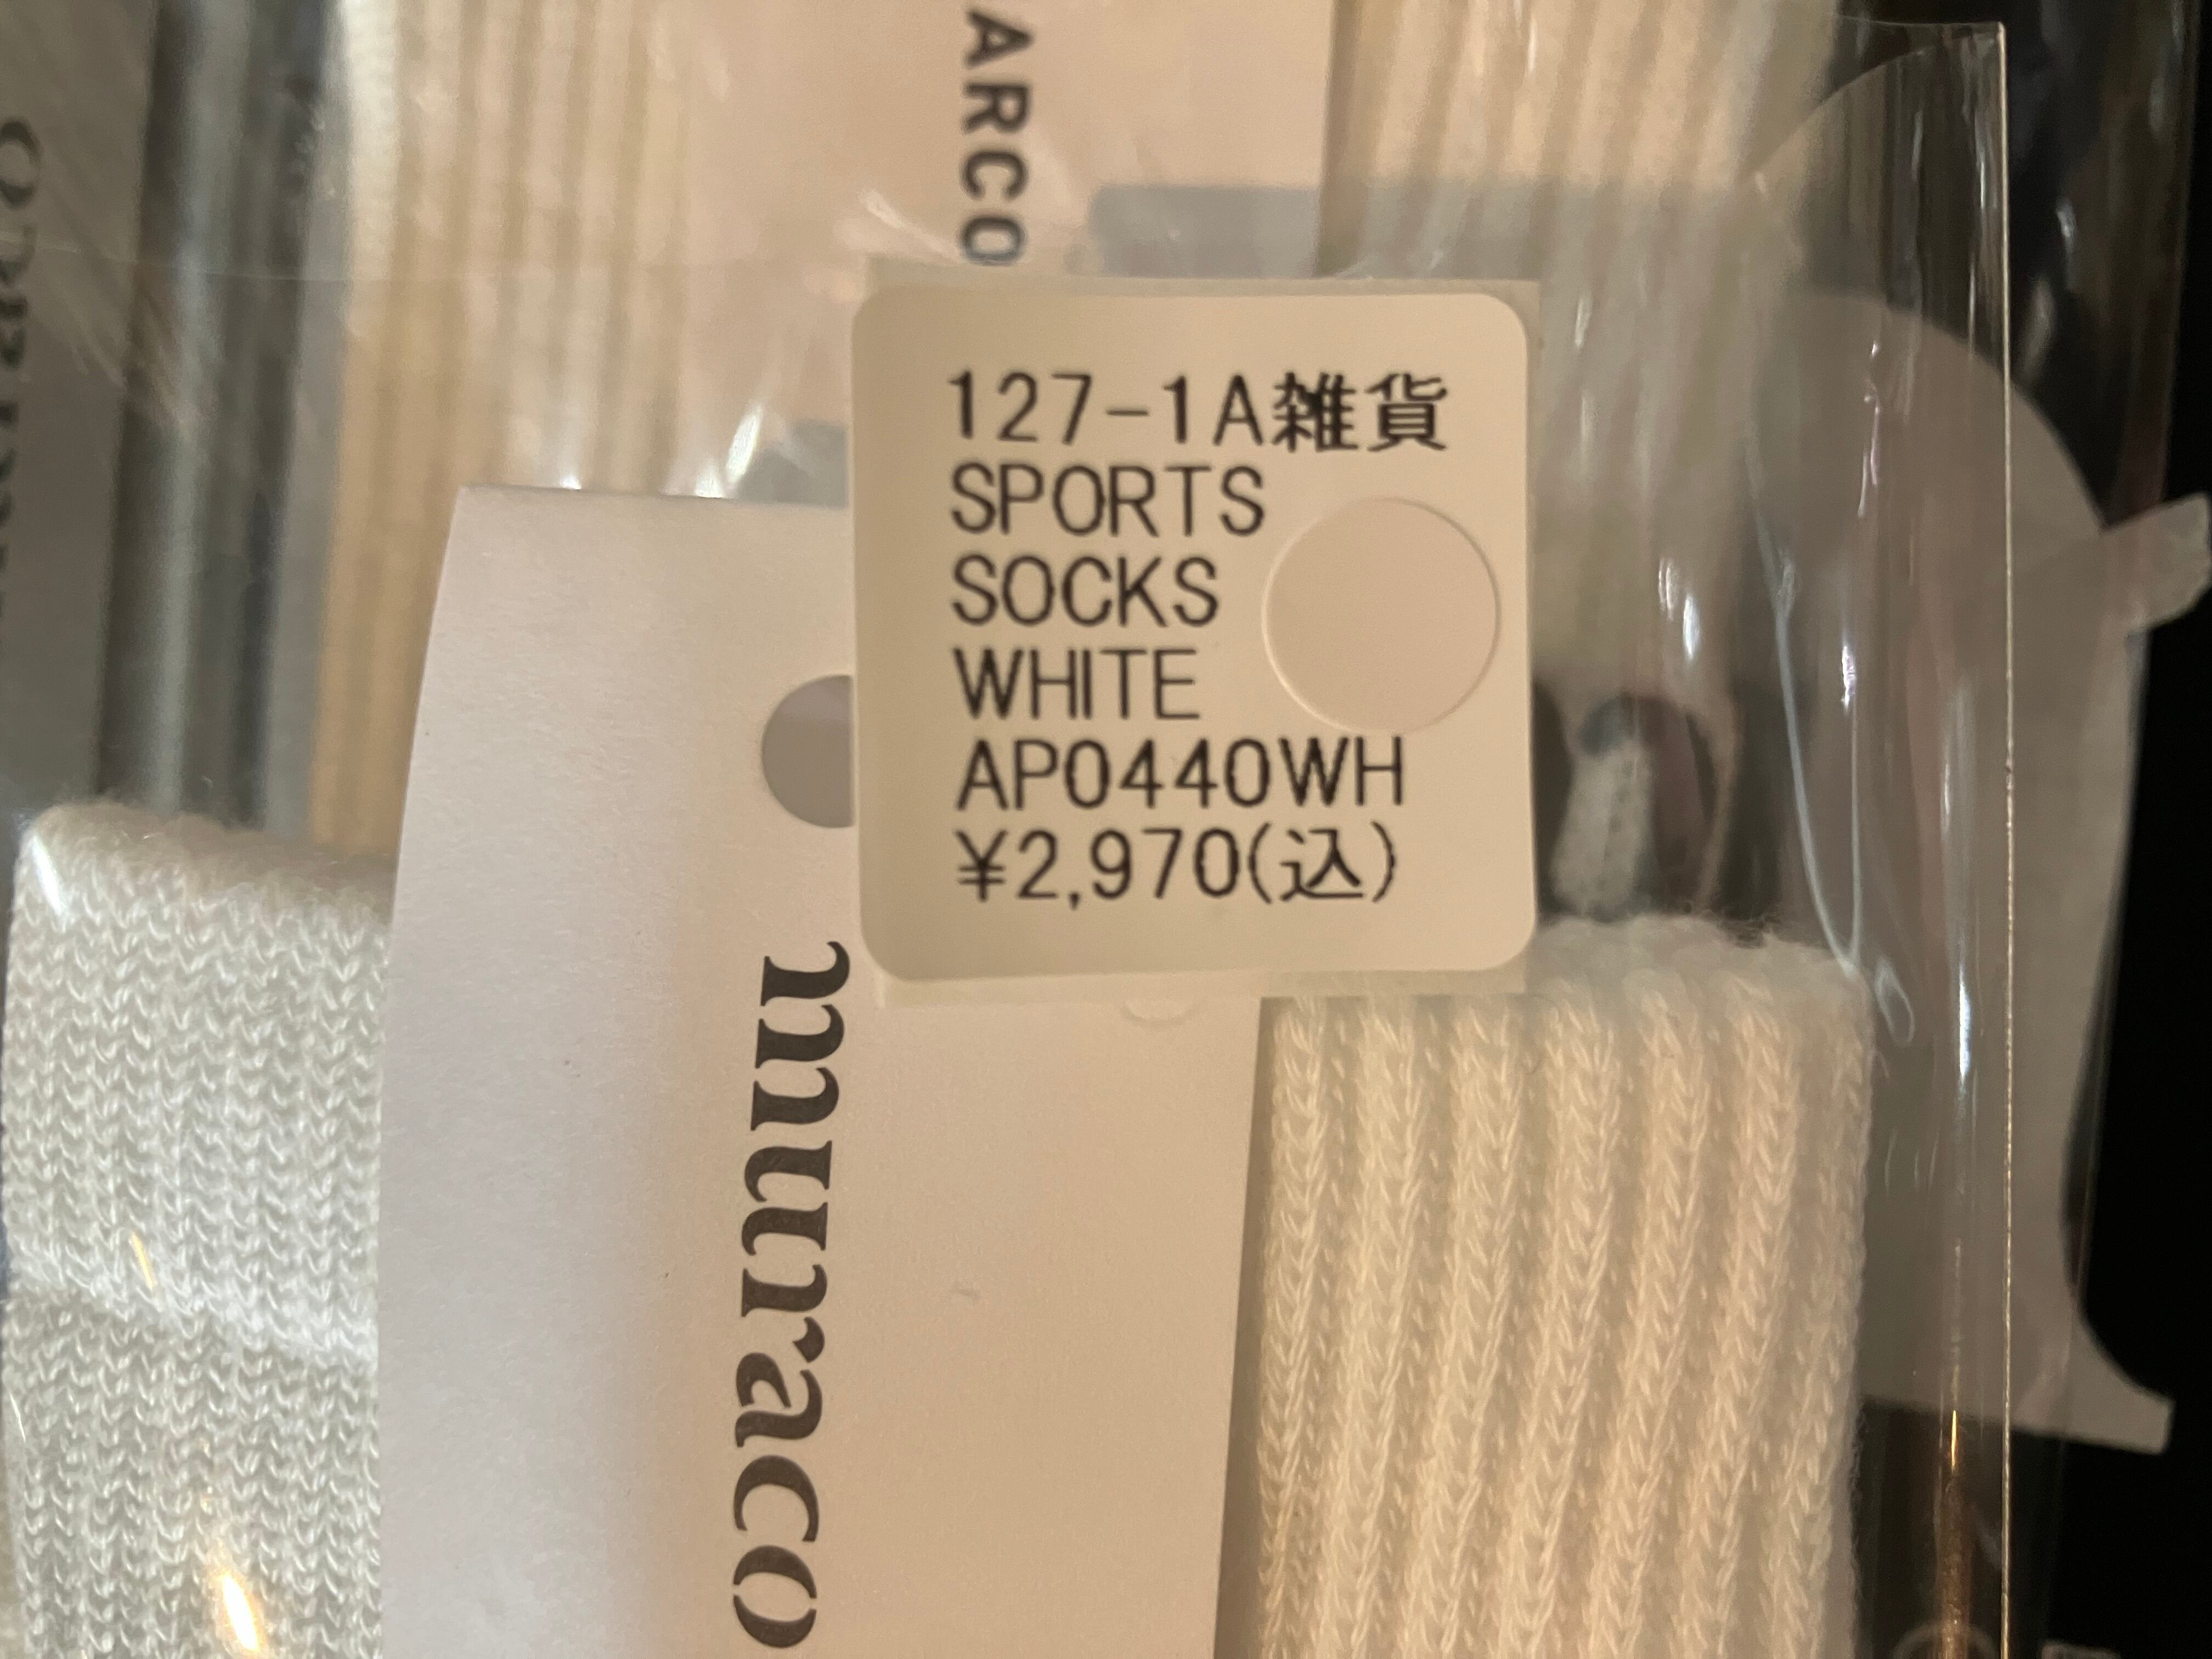 ARCO
127-1A雑貨
SPORTS
SOCKS
WHITE
AP0440WH
¥2,970(込)
muraco